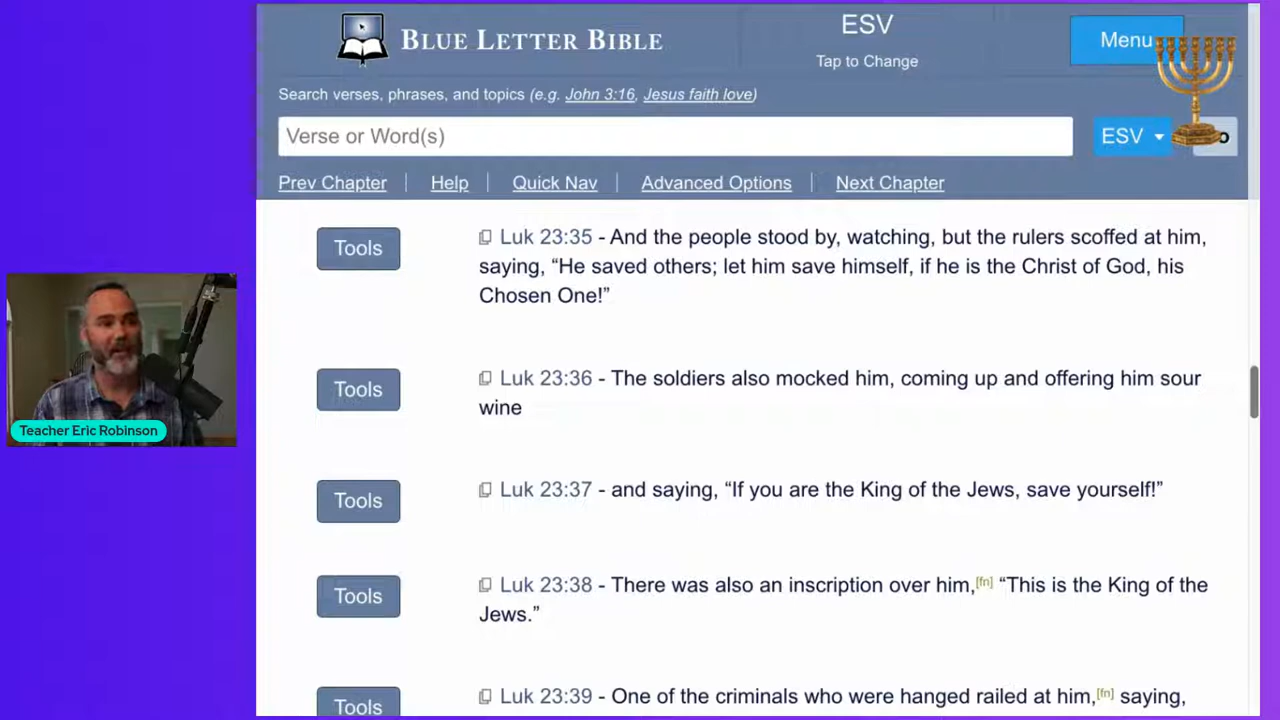 BLUE LETTER BIBLE
ESV
Tap to Change
Menu
Search verses, phrases, and topics (e.g. John 3:16, Jesus faith love)
Verse or Word(s)
ESV
o
Prev Chapter | Help | Quick Nav | Advanced Options | Next Chapter
Tools
Luk 23:35 - And the people stood by, watching, but the rulers scoffed at him,
saying, “He saved others; let him save himself, if he is the Christ of God, his
Chosen One!”
Tools
Luk 23:36 - The soldiers also mocked him, coming up and offering him sour
wine
Teacher Eric Robinson
Tools
Luk 23:37 - and saying, “If you are the King of the Jews, save yourself!”
Tools
Luk 23:38 - There was also an inscription over him,[fn] “This is the King of the
Jews.”
Tools
Luk 23:39 - One of the criminals who were hanged railed at him,[fn] saying,